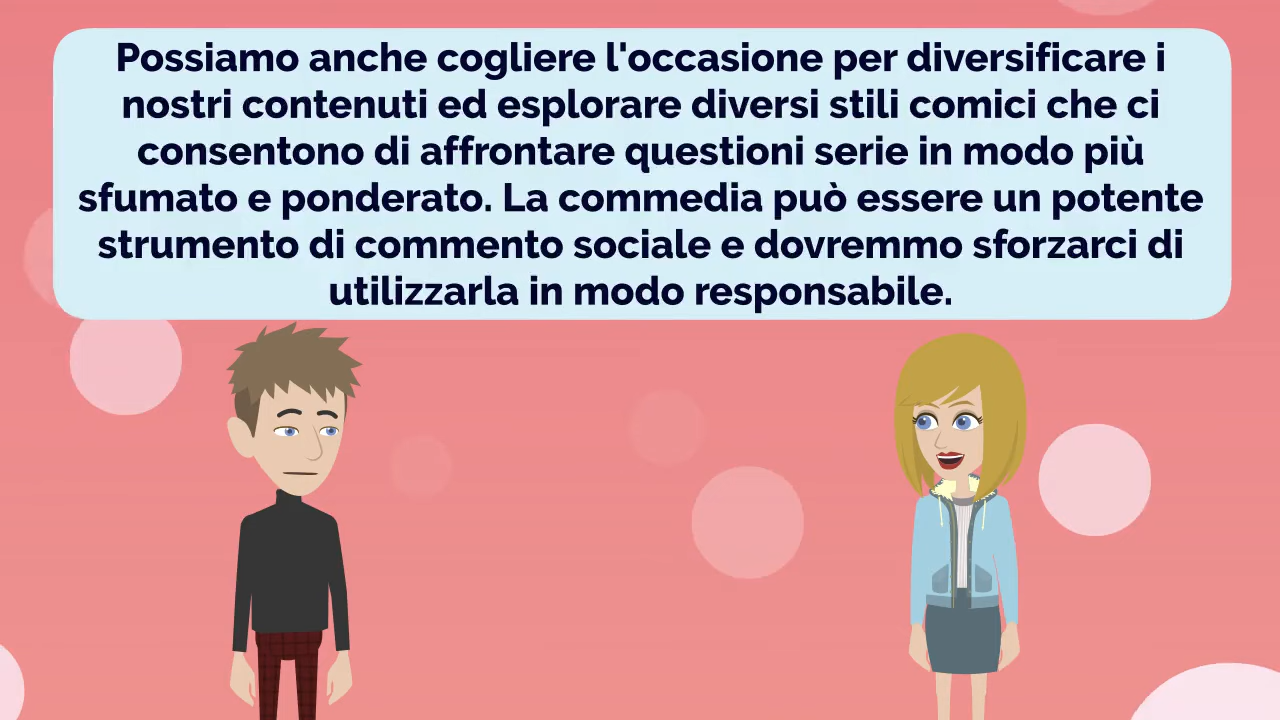 Possiamo anche cogliere l'occasione per diversificare i
nostri contenuti ed esplorare diversi stili comici che ci
consentono di affrontare questioni serie in modo più
sfumato e ponderato. La commedia può essere un potente
strumento di commento sociale e dovremmo sforzarci di
utilizzarla in modo responsabile.